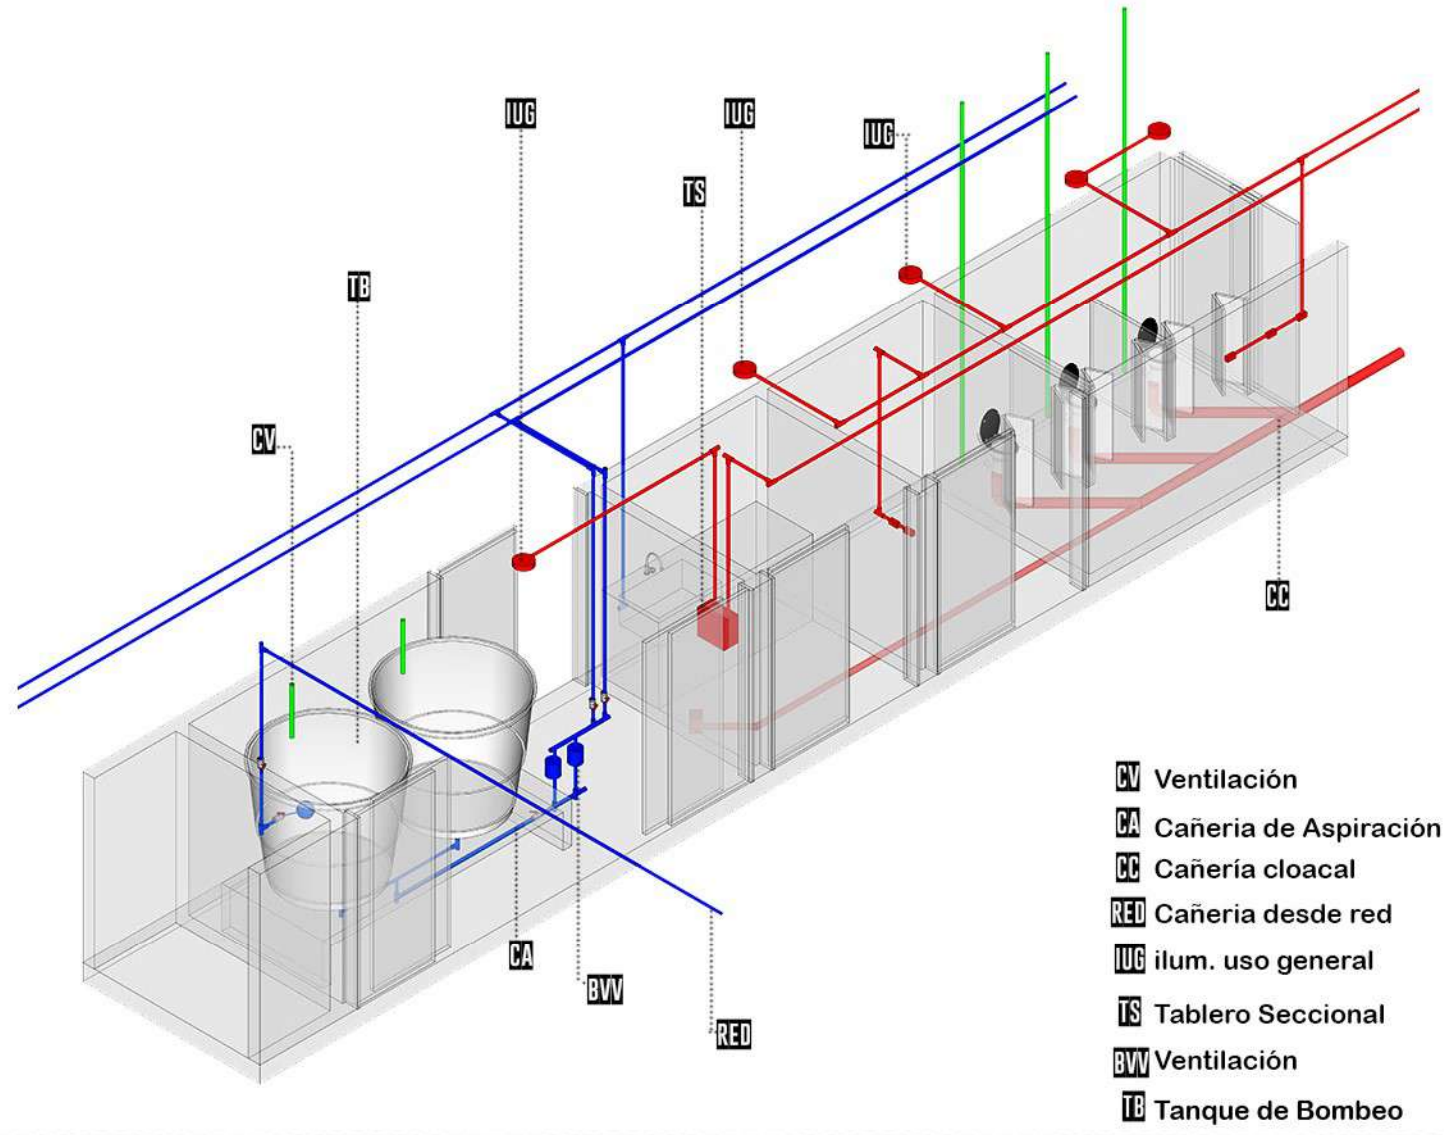 IUG
IUG
IUG
TS
TB
CV
CC
CA
BVV
RED
CV Ventilación
CA Cañeria de Aspiración
CC Cañería cloacal
RED Cañeria desde red
IUG ilum. uso general
TS Tablero Seccional
BVV Ventilación
TB Tanque de Bombeo